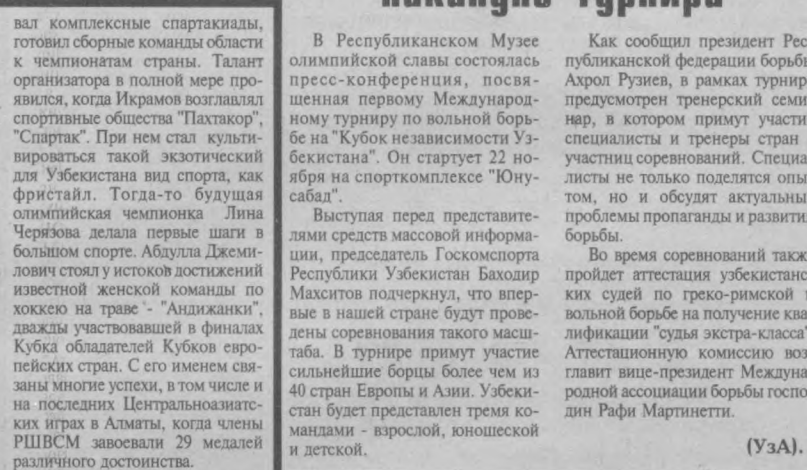 вал комплексные спартакиады,
готовил сборные команды области
к чемпионатам страны. Талант
организатора в полной мере про-
явился, когда Икрамов возглавлял
спортивные общества "Пахтакор",
"Спартак". При нем стал культи-
вироваться такой экзотический
для Узбекистана вид спорта, как
фристайл. Тогда-то будущая
олимпийская чемпионка Лина
Черязова делала первые шаги в
большом спорте. Абдулла Джеми-
лович стоял у истоков достижений
известной женской команды по
хоккею на траве - "Андижанки",
дважды участвовавшей в финалах
Кубка обладателей Кубков евро-
пейских стран. С его именем свя-
заны многие успехи, в том числе и
на последних Центральноазиатс-
ких играх в Алматы, когда члены
РШВСМ завоевали 29 медалей
различного достоинства.
накануне турнира
В Республиканском Музее
олимпийской славы состоялась
пресс-конференция, посвя-
щенная первому Международ-
ному турниру по вольной борь-
бе на "Кубок независимости Уз-
бекистана". Он стартует 22 но-
ября на спорткомплексе "Юну-
сабад".
Выступая перед представите-
лями средств массовой информа-
ции, председатель Госкомспорта
Республики Узбекистан Баходир
Махситов подчеркнул, что впер-
вые в нашей стране будут прове-
дены соревнования такого масш-
таба. В турнире примут участие
сильнейшие борцы более чем из
40 стран Европы и Азии. Узбеки-
стан будет представлен тремя ко-
мандами - взрослой, юношеской
и детской.
Как сообщил президент Рес-
публиканской федерации борьбы
Ахрол Рузиев, в рамках турнир
предусмотрен тренерский семи-
нар, в котором примут участи
специалисты и тренеры стран
участниц соревнований. Специа-
листы не только поделятся опы
том, но и обсудят актуальны
проблемы пропаганды и развити
борьбы.
Во время соревнований такж
пройдет аттестация узбекистанс-
ких судей по греко-римской
вольной борьбе на получение ква-
лификации "судья экстра-класса"
Аттестационную комиссию воз-
главит вице-президент Междуна-
родной ассоциации борьбы госпо-
дин Рафи Мартинетти.
(УзА).